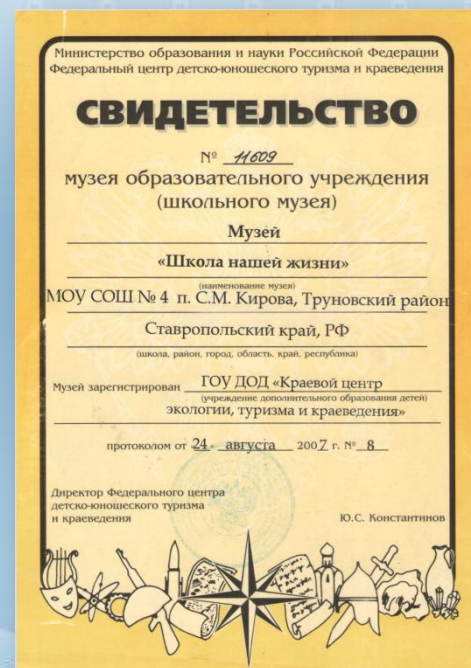 Министерство образования и науки Российской Федерации
Федеральный центр детско-юношеского туризма и краеведения
СВИДЕТЕЛЬСТВО
№ 11609
музея образовательного учреждения
(школьного музея)
Музей
«Школа нашей жизни»
(наименование музея)
МОУ СОШ № 4 п. С.М. Кирова, Труновский район
Ставропольский край, РФ
(школа, район, город, область, край, республика)
Музей зарегистрирован ГОУ ДОД «Краевой центр
(учреждение дополнительного образования детей)
экологии, туризма и краеведения»
протоколом от 24 августа 2007 г. № 8
Директор Федерального центра
детско-юношеского туризма
и краеведения
Ю.С. Константинов